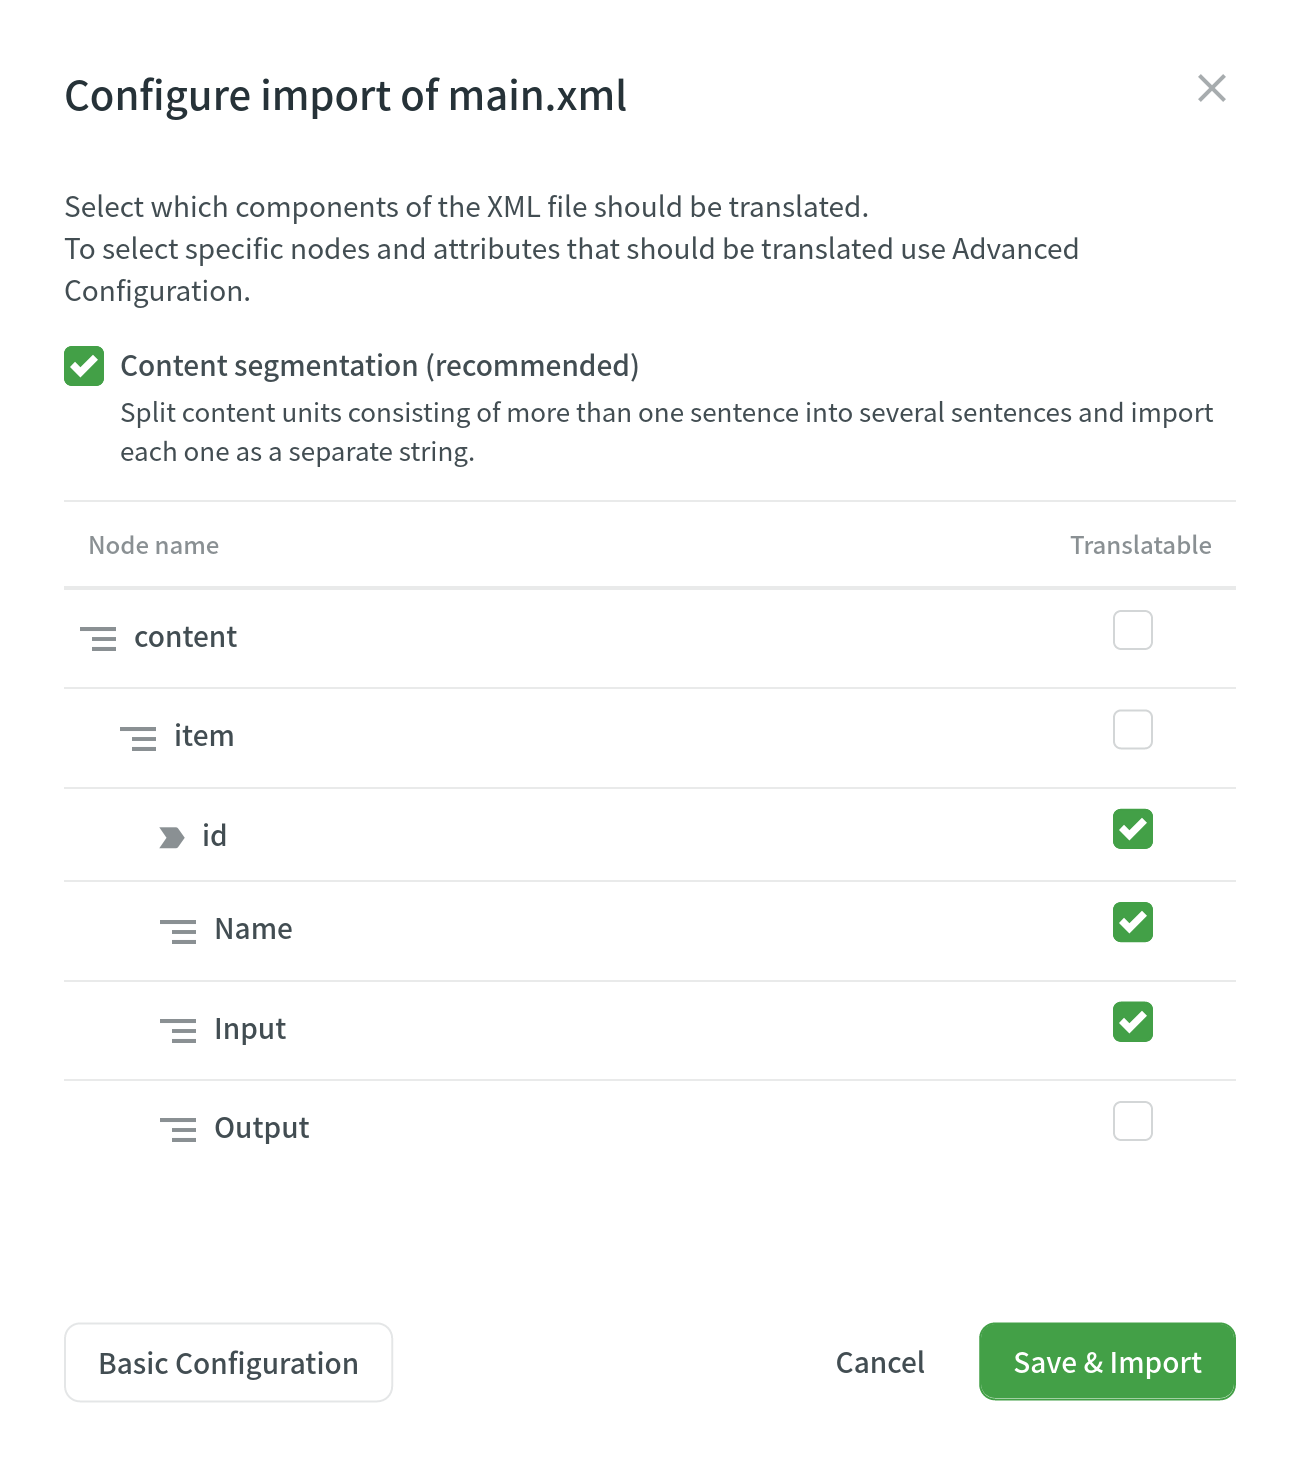 Configure import of main.xml
Select which components of the XML file should be translated.
To select specific nodes and attributes that should be translated use Advanced
Configuration.
Content segmentation (recommended)
Split content units consisting of more than one sentence into several sentences and import
each one as a separate string.
Node name Translatable
content
item
id
Name
Input
Output
Basic Configuration Cancel Save & Import